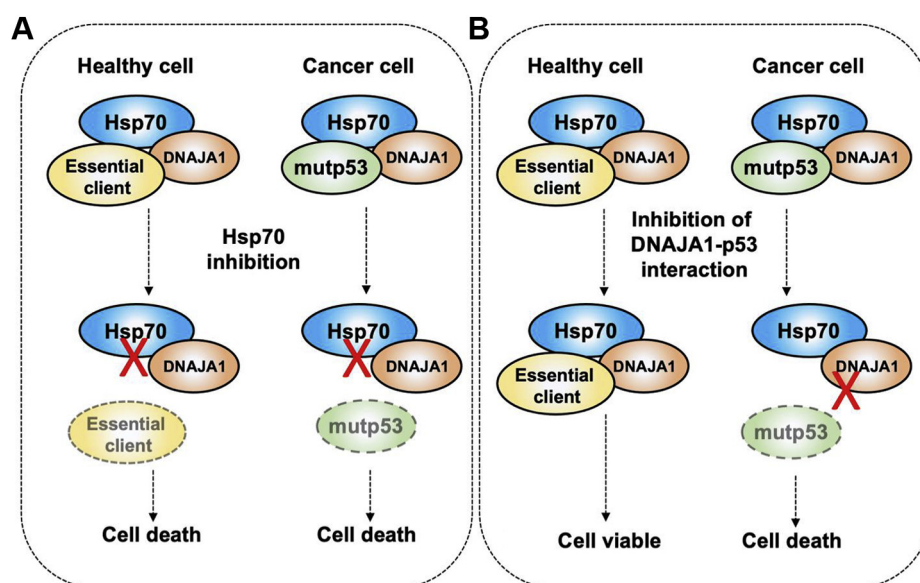 A
Healthy cell
Cancer cell
Hsp70
DNAJA1
Essential
client
Hsp70
DNAJA1
mutp53
Hsp70
inhibition
Hsp70
X
DNAJA1
Essential
client
Hsp70
X
DNAJA1
mutp53
Cell death
Cell death
B
Healthy cell
Cancer cell
Hsp70
DNAJA1
Essential
client
Hsp70
DNAJA1
mutp53
Inhibition of
DNAJA1-p53
interaction
Hsp70
DNAJA1
Essential
client
Hsp70
DNAJA1
X
mutp53
Cell viable
Cell death